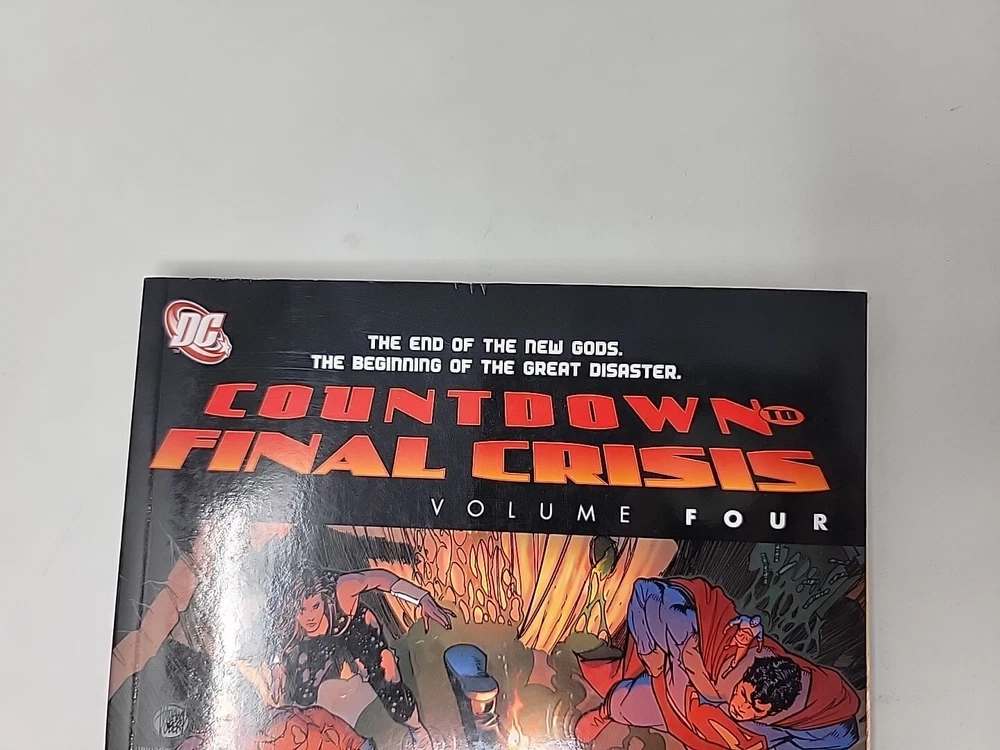 DC
THE END OF THE NEW GODS.
THE BEGINNING OF THE GREAT DISASTER.
COUNTDOWN TO
FINAL CRISIS
VOLUME FOUR